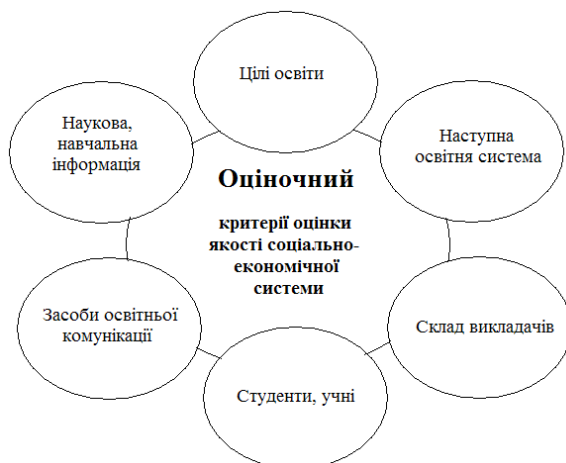 Цілі освіти
Наукова,
навчальна
інформація
Наступна
освітня система
Оціночний
критерії оцінки
якості соціально-
економічної
системи
Засоби освітньої
комунікації
Склад викладачів
Студенти, учні